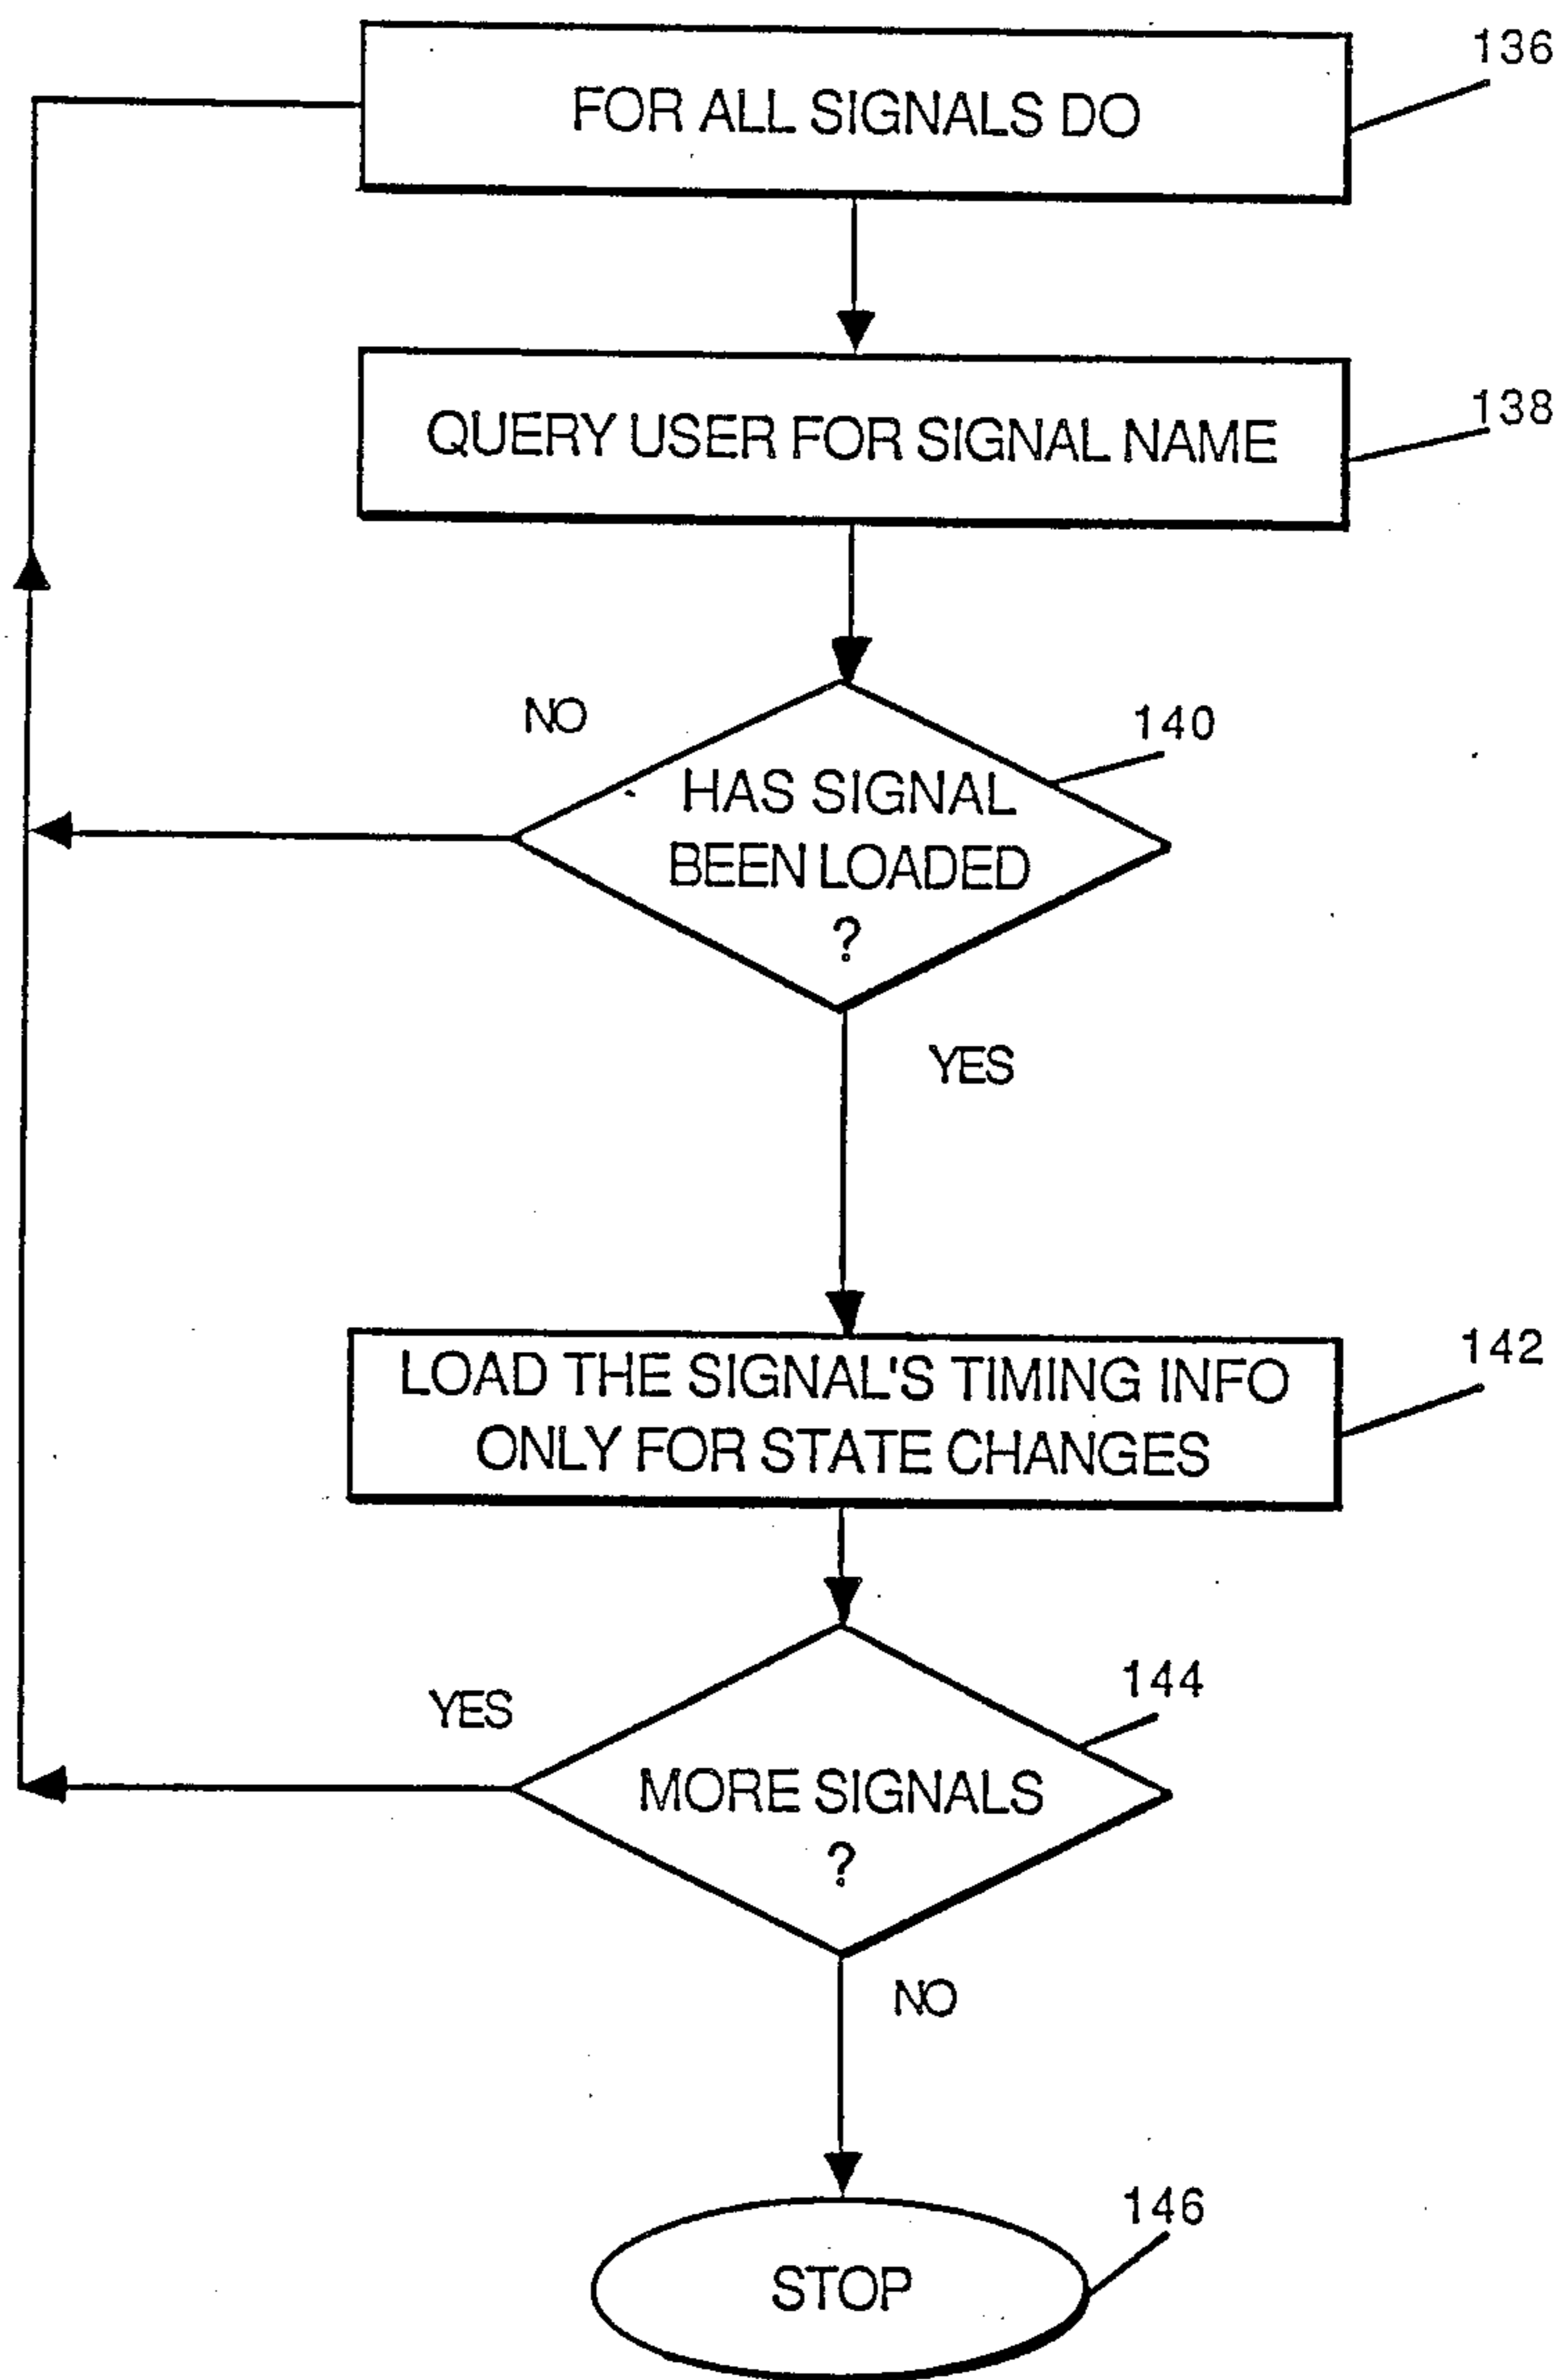 136
FOR ALL SIGNALS DO
138
QUERY USER FOR SIGNAL NAME
NO
140
HAS SIGNAL
BEEN LOADED
?
YES
142
LOAD THE SIGNAL'S TIMING INFO
ONLY FOR STATE CHANGES
144
YES
MORE SIGNALS
?
NO
146
STOP